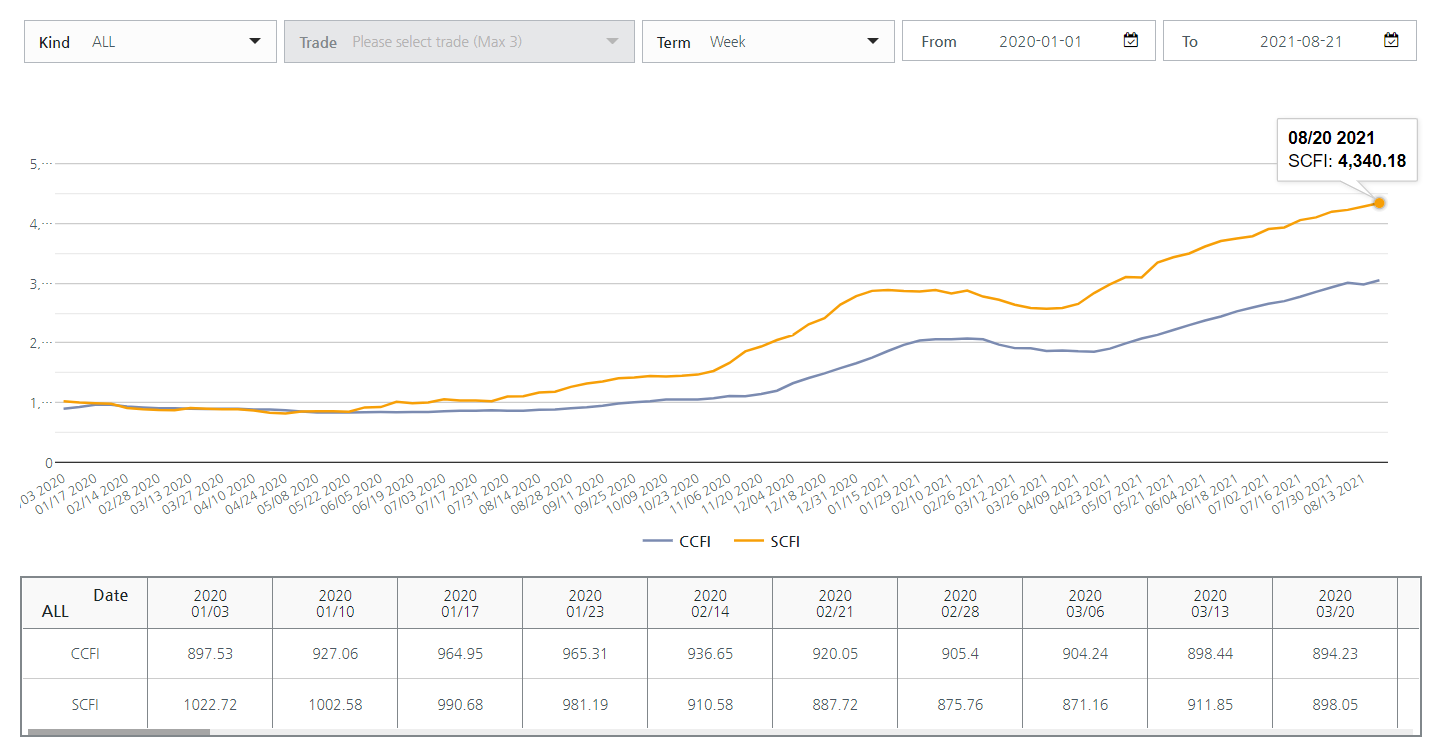 Kind ALL Trade Please select trade (Max 3) Term Week From 2020-01-01 To 2021-08-21
08/20 2021
SCFI: 4,340.18
5,...
4,...
3,...
2,...
1,...
0
/03 2020 01/17 2020 02/14 2020 02/28 2020 03/13 2020 03/27 2020 04/10 2020 04/24 2020 05/08 2020 05/22 2020 06/05 2020 06/19 2020 07/03 2020 07/17 2020 07/31 2020 08/14 2020 08/28 2020 09/11 2020 09/25 2020 10/09 2020 10/23 2020 11/06 2020 11/20 2020 12/04 2020 12/18 2020 12/31 2020 01/15 2021 01/29 2021 02/10 2021 02/26 2021 03/12 2021 03/26 2021 04/09 2021 04/23 2021 05/07 2021 05/21 2021 06/04 2021 06/18 2021 07/02 2021 07/16 2021 07/30 2021 08/13 2021
CCFI SCFI
Date 2020 2020 2020 2020 2020 2020 2020 2020 2020 2020
ALL 01/03 01/10 01/17 01/23 02/14 02/21 02/28 03/06 03/13 03/20
CCFI 897.53 927.06 964.95 965.31 936.65 920.05 905.4 904.24 898.44 894.23
SCFI 1022.72 1002.58 990.68 981.19 910.58 887.72 875.76 871.16 911.85 898.05